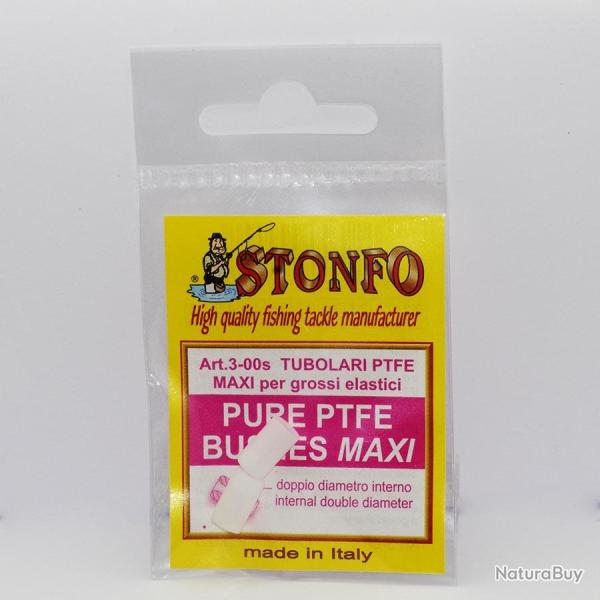 STONFO
®
High quality fishing tackle manufacturer
Art.3-00s TUBOLARI PTFE
MAXI per grossi elastici
PURE PTFE
BUSHES MAXI
doppio diametro interno
internal double diameter
made in Italy
NaturaBuy